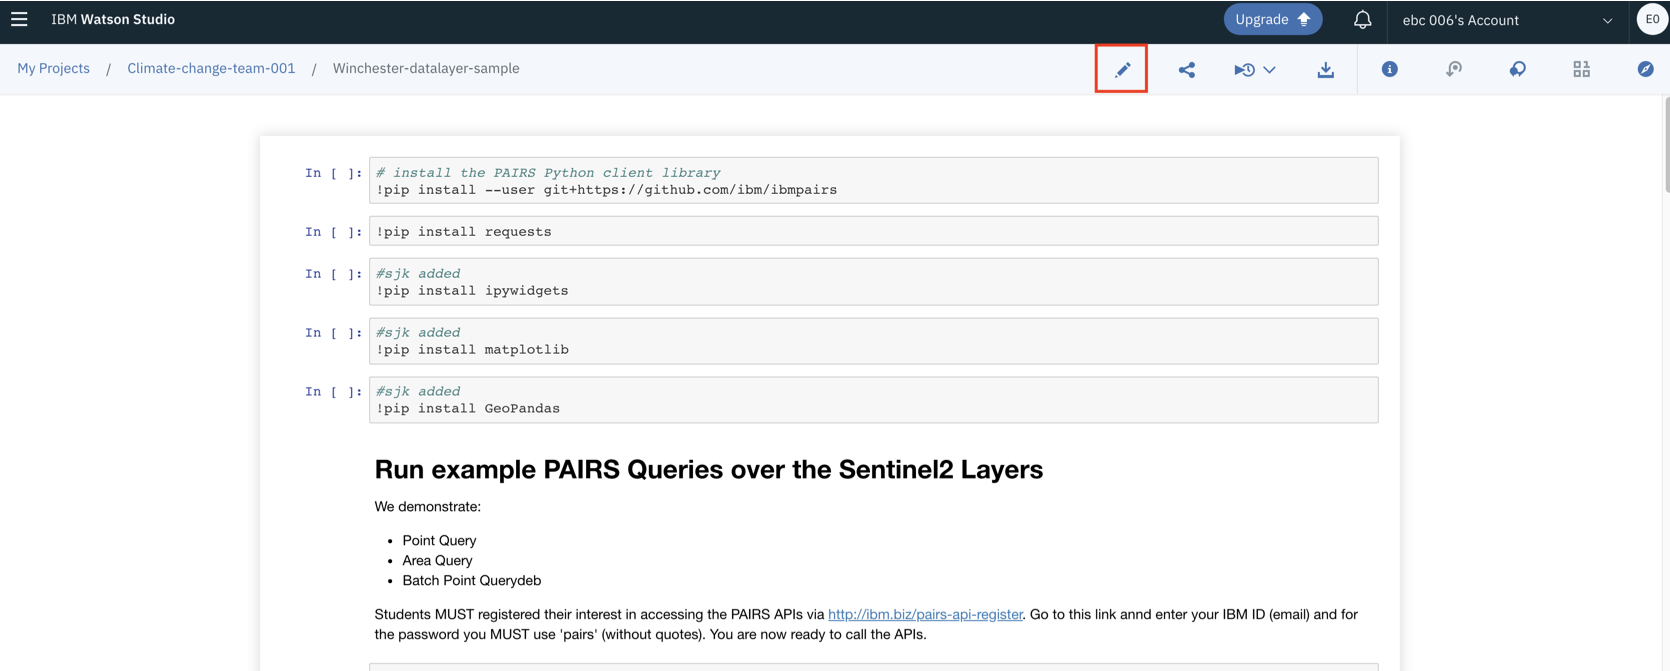 IBM Watson Studio
Upgrade
ebc 006's Account
E0
My Projects / Climate-change-team-001 / Winchester-datalayer-sample
In [ ]: # install the PAIRS Python client library
!pip install --user git+https://github.com/ibm/ibmpairs
In [ ]: !pip install requests
In [ ]: #sjk added
!pip install ipywidgets
In [ ]: #sjk added
!pip install matplotlib
In [ ]: #sjk added
!pip install GeoPandas
Run example PAIRS Queries over the Sentinel2 Layers
We demonstrate:
• Point Query
• Area Query
• Batch Point Querydeb
Students MUST registered their interest in accessing the PAIRS APIs via http://ibm.biz/pairs-api-register. Go to this link annd enter your IBM ID (email) and for
the password you MUST use 'pairs' (without quotes). You are now ready to call the APIs.